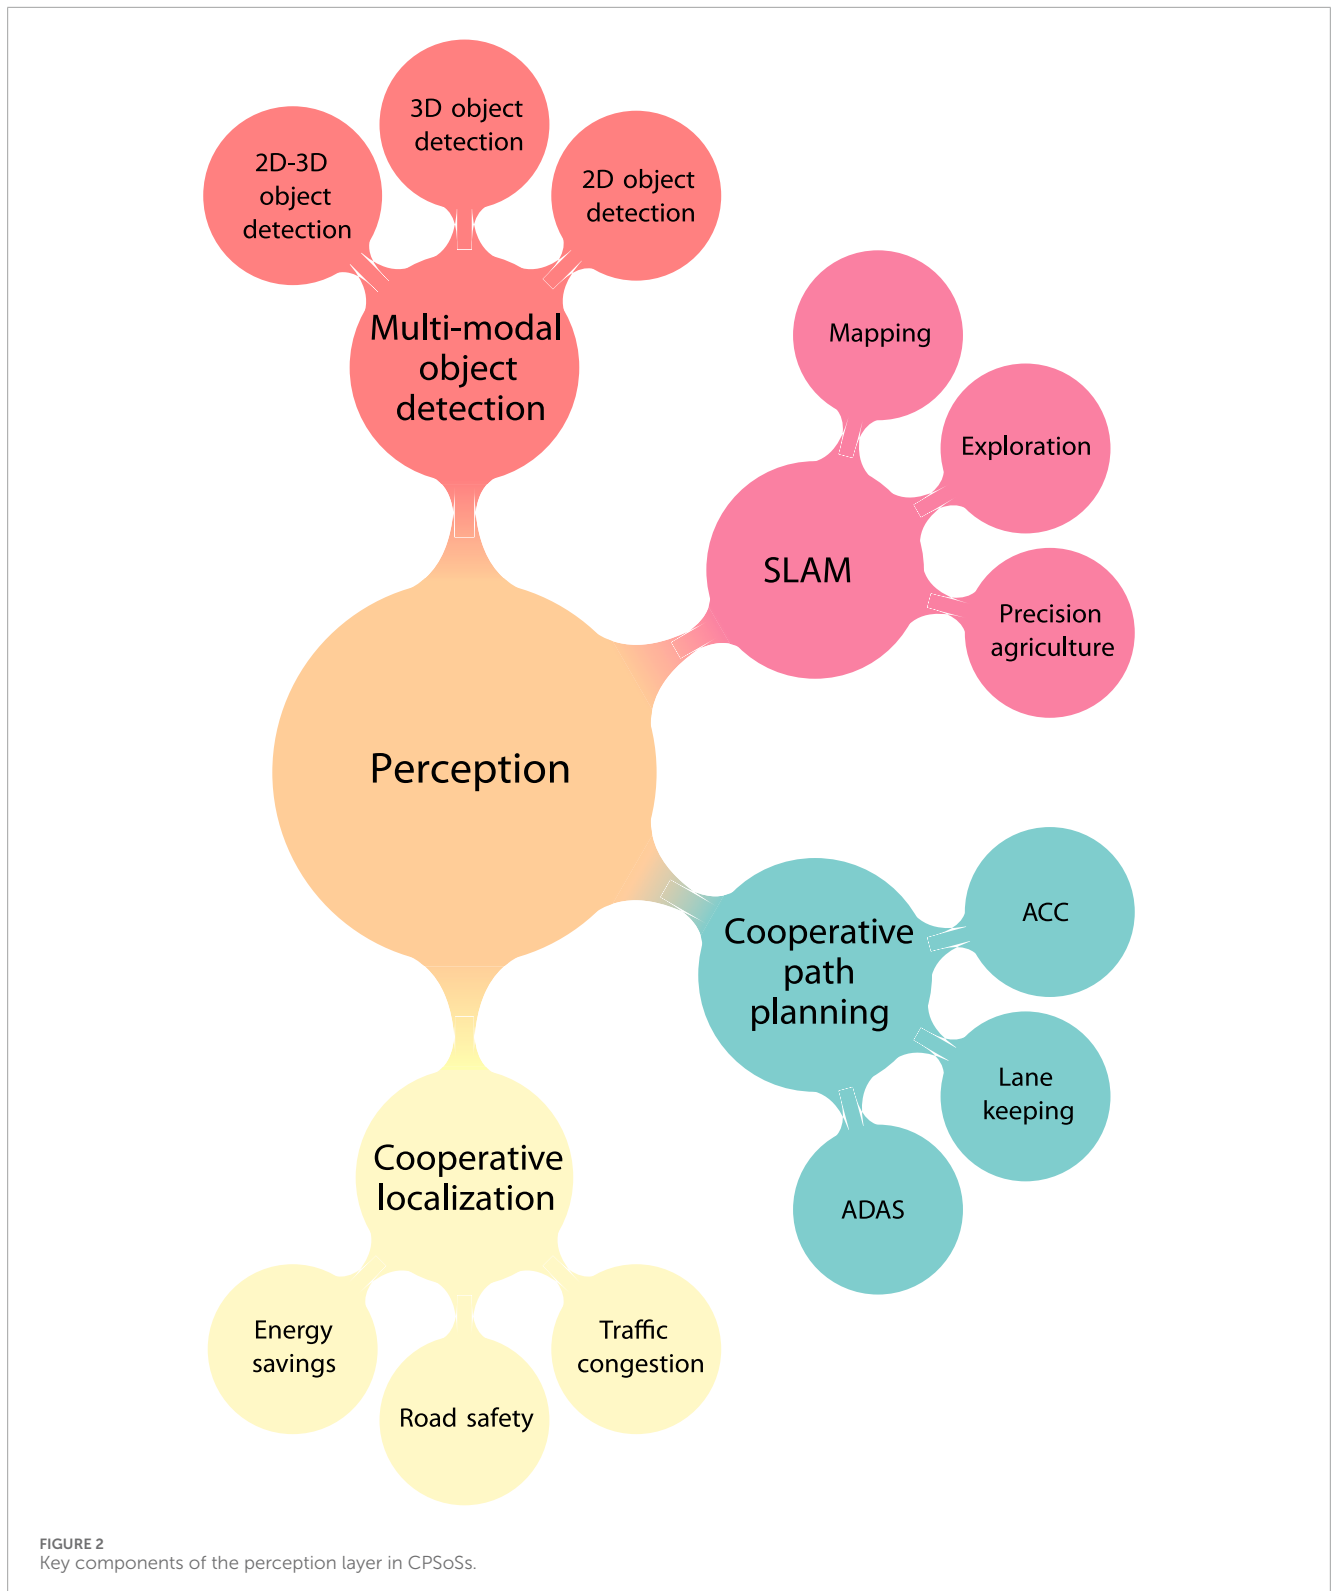 3D object
detection
2D-3D
object
detection
2D object
detection
Multi-modal
object
detection
Mapping
Exploration
SLAM
Precision
agriculture
Perception
ACC
Cooperative
path
planning
Lane
keeping
ADAS
Cooperative
localization
Energy
savings
Road safety
Traffic
congestion
FIGURE 2
Key components of the perception layer in CPSoSs.